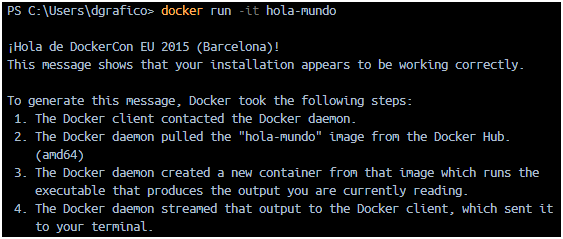 PS C:\Users\dgrafico> docker run -it hola-mundo
¡Hola de DockerCon EU 2015 (Barcelona)!
This message shows that your installation appears to be working correctly.
To generate this message, Docker took the following steps:
1. The Docker client contacted the Docker daemon.
2. The Docker daemon pulled the "hola-mundo" image from the Docker Hub.
(amd64)
3. The Docker daemon created a new container from that image which runs the
executable that produces the output you are currently reading.
4. The Docker daemon streamed that output to the Docker client, which sent it
to your terminal.